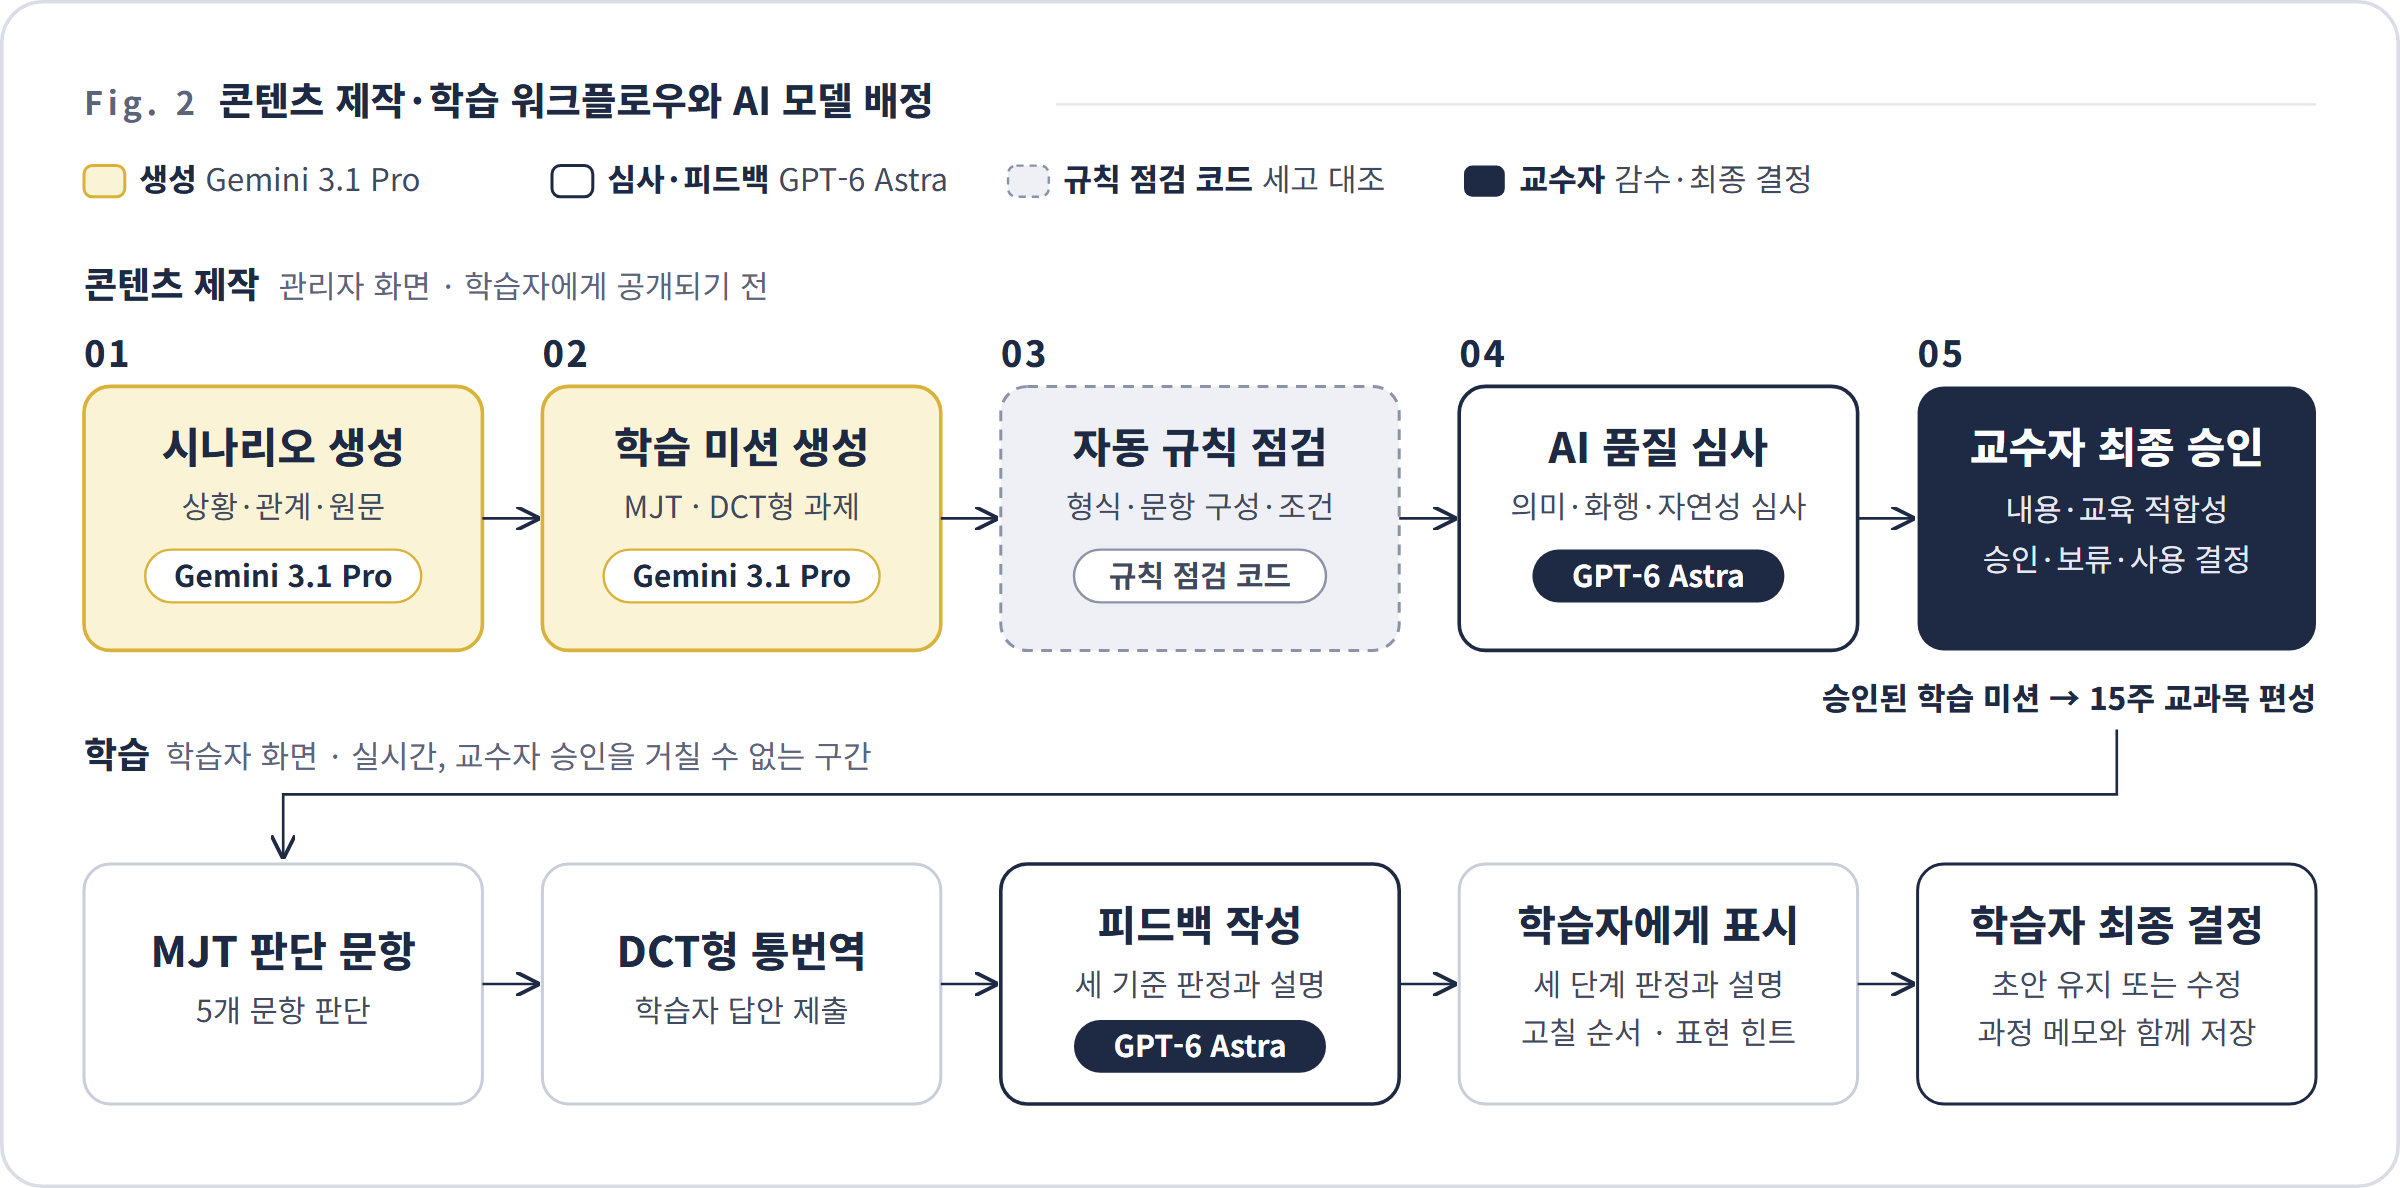 Fig. 2 콘텐츠 제작·학습 워크플로우와 AI 모델 배정
생성 Gemini 3.1 Pro
심사·피드백 GPT-6 Astra
규칙 점검 코드 세고 대조
교수자 감수·최종 결정
콘텐츠 제작 관리자 화면 · 학습자에게 공개되기 전
01
시나리오 생성
상황·관계·원문
Gemini 3.1 Pro
02
학습 미션 생성
MJT · DCT형 과제
Gemini 3.1 Pro
03
자동 규칙 점검
형식·문항 구성·조건
규칙 점검 코드
04
AI 품질 심사
의미·화행·자연성 심사
GPT-6 Astra
05
교수자 최종 승인
내용·교육 적합성
승인·보류·사용 결정
승인된 학습 미션 → 15주 교과목 편성
학습 학습자 화면 · 실시간, 교수자 승인을 거칠 수 없는 구간
MJT 판단 문항
5개 문항 판단
DCT형 통번역
학습자 답안 제출
피드백 작성
세 기준 판정과 설명
GPT-6 Astra
학습자에게 표시
세 단계 판정과 설명
고칠 순서 · 표현 힌트
학습자 최종 결정
초안 유지 또는 수정
과정 메모와 함께 저장